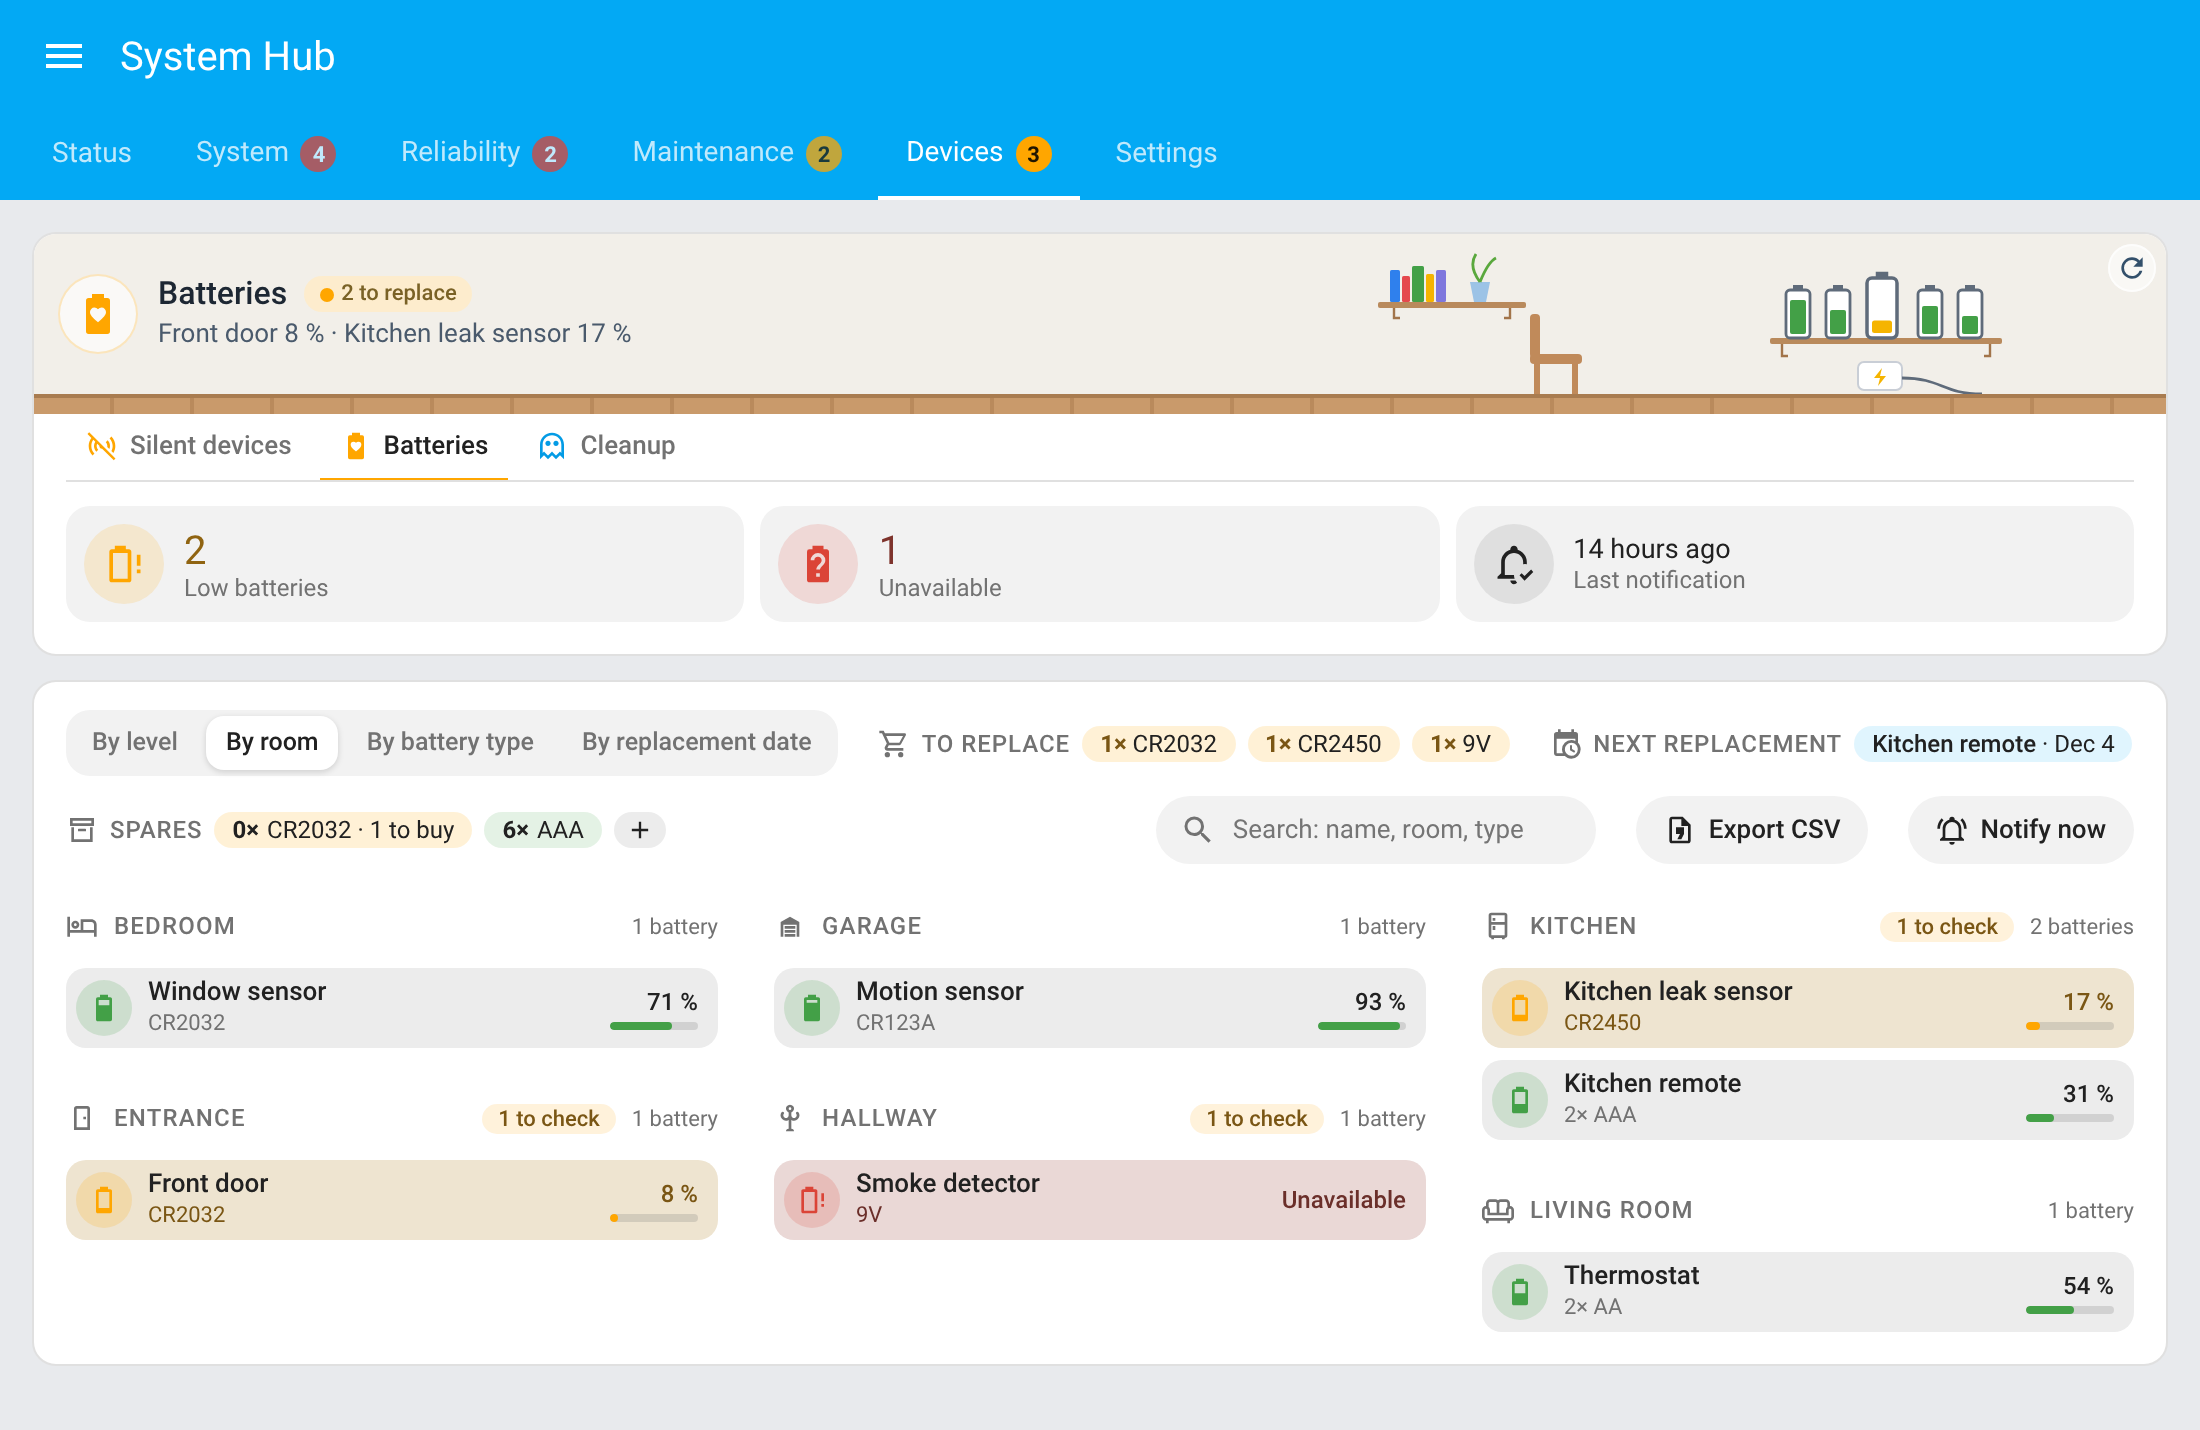 System Hub
Status
System 4
Reliability 2
Maintenance 2
Devices 3
Settings
Batteries
2 to replace
Front door 8 % · Kitchen leak sensor 17 %
Silent devices
Batteries
Cleanup
2
Low batteries
1
Unavailable
14 hours ago
Last notification
By level
By room
By battery type
By replacement date
TO REPLACE
1× CR2032
1× CR2450
1× 9V
NEXT REPLACEMENT
Kitchen remote · Dec 4
SPARES
0× CR2032 · 1 to buy
6× AAA
+
Search: name, room, type
Export CSV
Notify now
BEDROOM
1 battery
Window sensor
CR2032
71 %
ENTRANCE
1 to check
1 battery
Front door
CR2032
8 %
GARAGE
1 battery
Motion sensor
CR123A
93 %
HALLWAY
1 to check
1 battery
Smoke detector
9V
Unavailable
KITCHEN
1 to check
2 batteries
Kitchen leak sensor
CR2450
17 %
Kitchen remote
2× AAA
31 %
LIVING ROOM
1 battery
Thermostat
2× AA
54 %